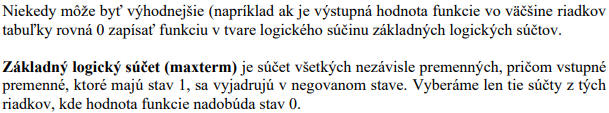 Niekedy môže byť výhodnejšie (napríklad ak je výstupná hodnota funkcie vo väčšine riadkov
tabuľky rovná 0 zapísať funkciu v tvare logického súčinu základných logických súčtov.
Základný logický súčet (maxterm) je súčet všetkých nezávisle premenných, pričom vstupné
premenné, ktoré majú stav 1, sa vyjadrujú v negovanom stave. Vyberáme len tie súčty z tých
riadkov, kde hodnota funkcie nadobúda stav 0.